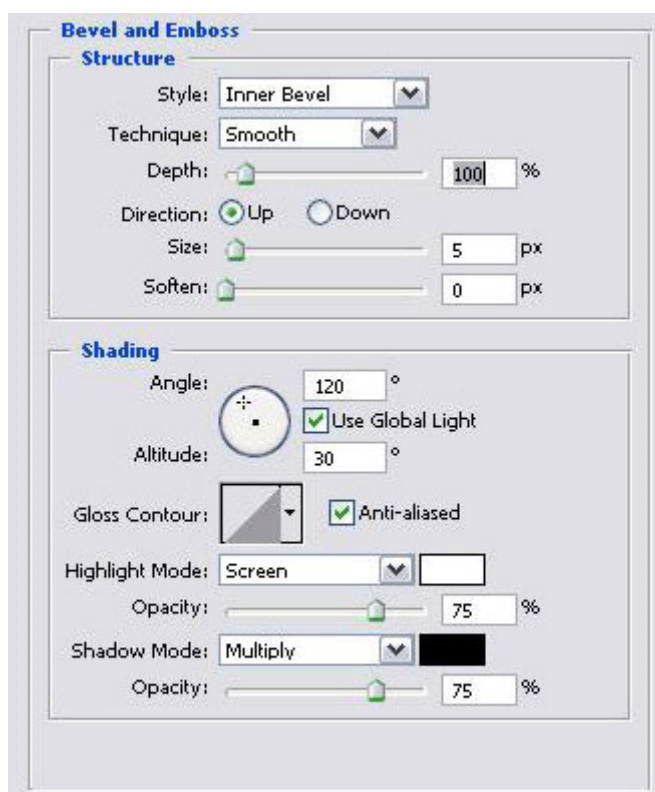 Bevel and Emboss
Structure
Style: Inner Bevel
Technique: Smooth
Depth: 100 %
Direction: Up Down
Size: 5 px
Soften: 0 px
Shading
Angle: 120 °
Use Global Light
Altitude: 30 °
Gloss Contour: Anti-aliased
Highlight Mode: Screen
Opacity: 75 %
Shadow Mode: Multiply
Opacity: 75 %